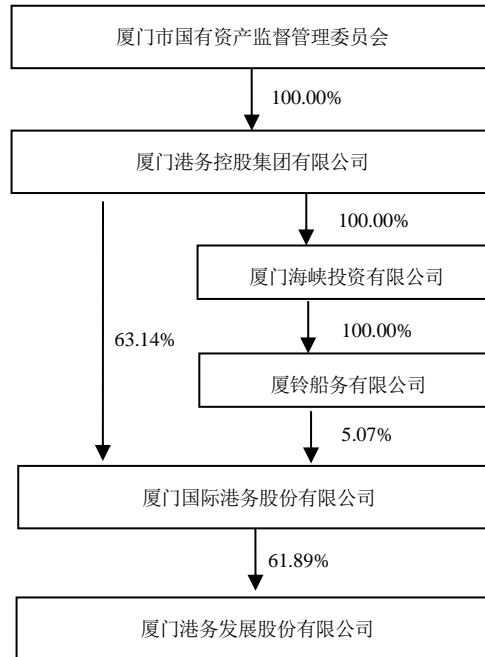 厦门市国有资产监督管理委员会
100.00%
厦门港务控股集团有限公司
100.00%
厦门海峡投资有限公司
63.14%
100.00%
厦铃船务有限公司
5.07%
厦门国际港务股份有限公司
61.89%
厦门港务发展股份有限公司